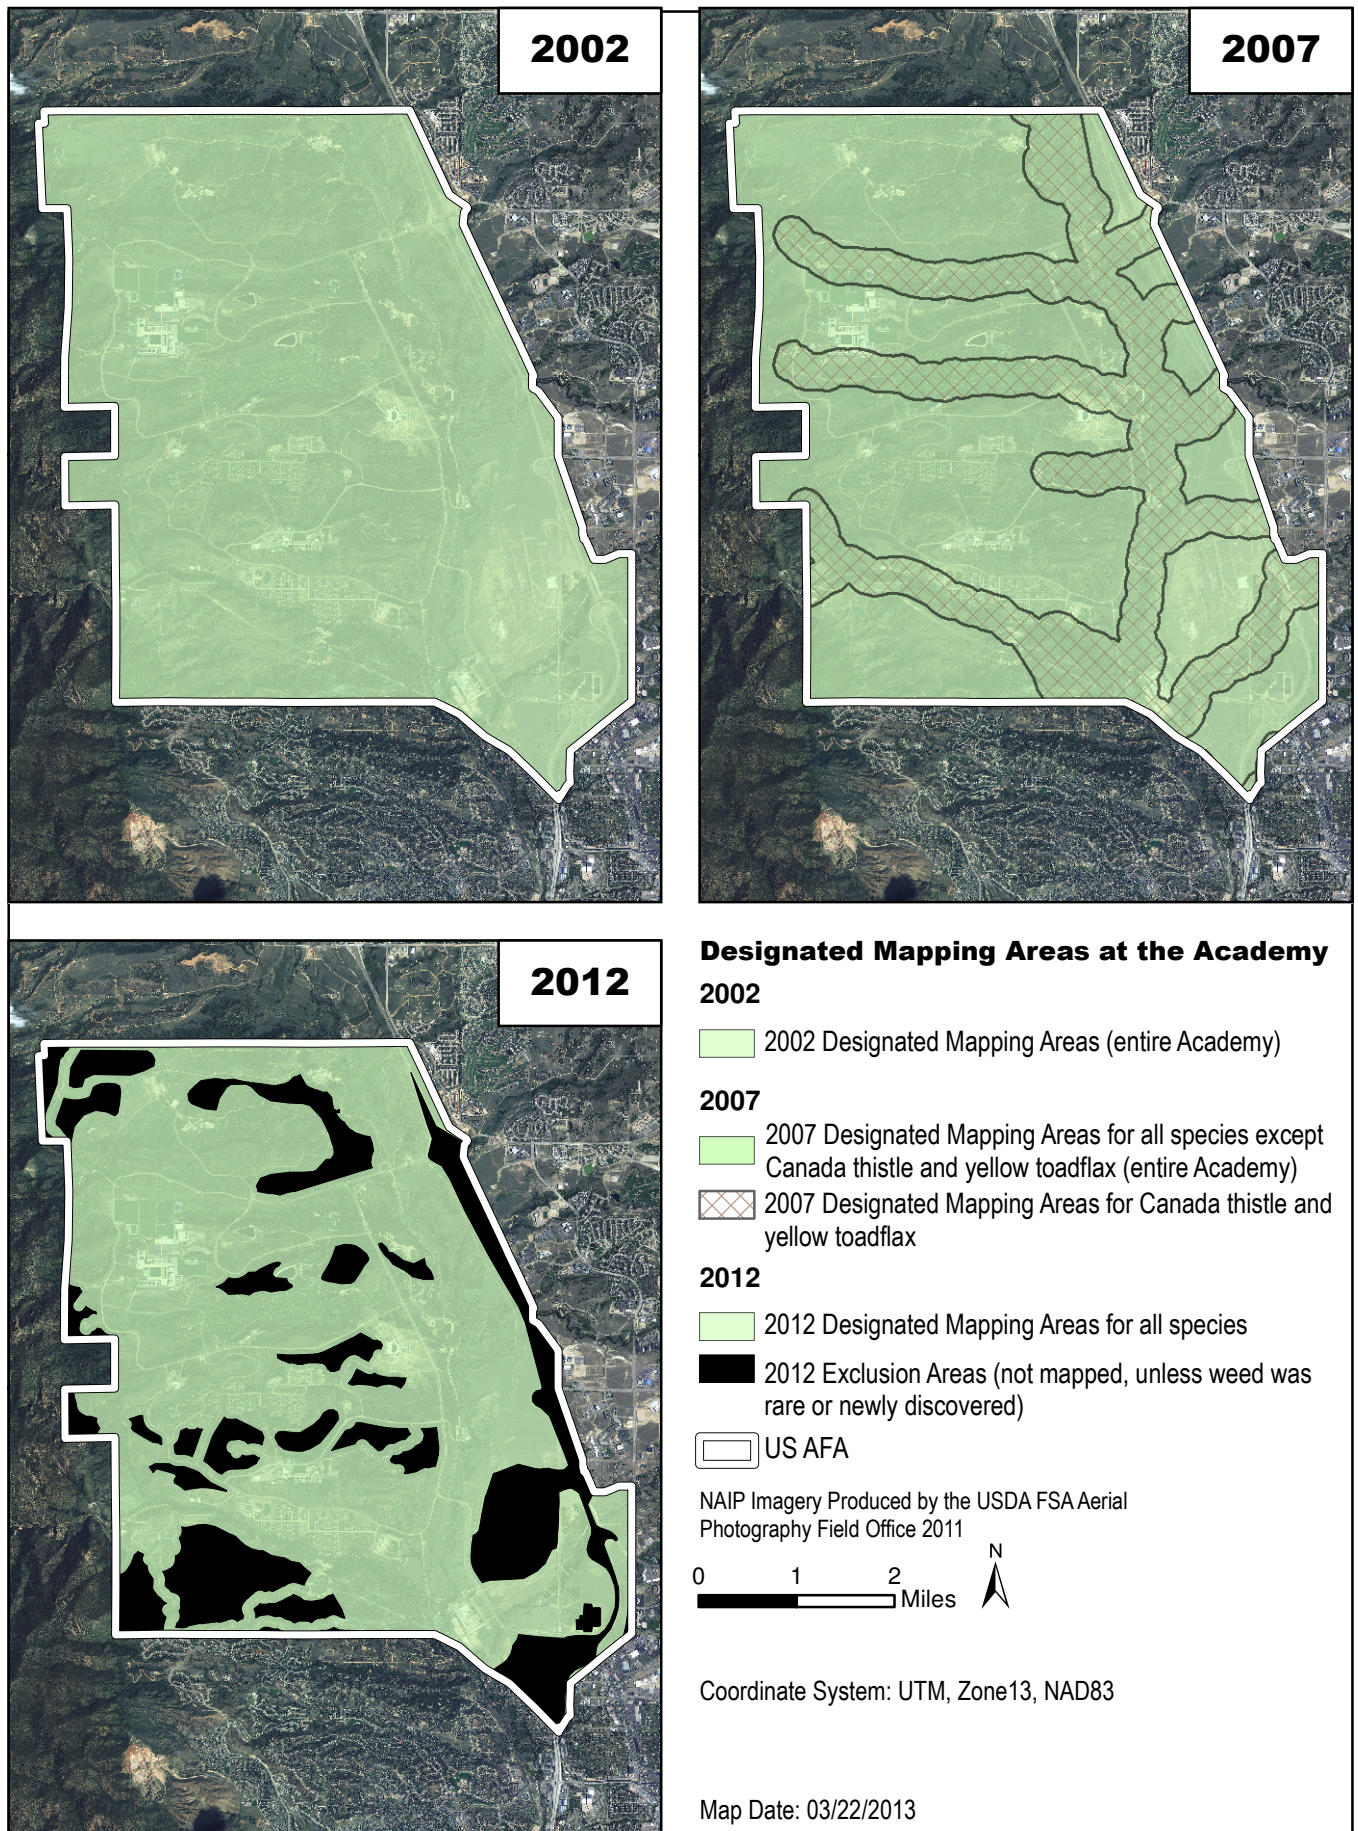 2002
2007
2012
Designated Mapping Areas at the Academy
2002
2002 Designated Mapping Areas (entire Academy)
2007
2007 Designated Mapping Areas for all species except
Canada thistle and yellow toadflax (entire Academy)
2007 Designated Mapping Areas for Canada thistle and
yellow toadflax
2012
2012 Designated Mapping Areas for all species
2012 Exclusion Areas (not mapped, unless weed was
rare or newly discovered)
US AFA
NAIP Imagery Produced by the USDA FSA Aerial
Photography Field Office 2011
N
0 1 2
Miles
Coordinate System: UTM, Zone13, NAD83
Map Date: 03/22/2013